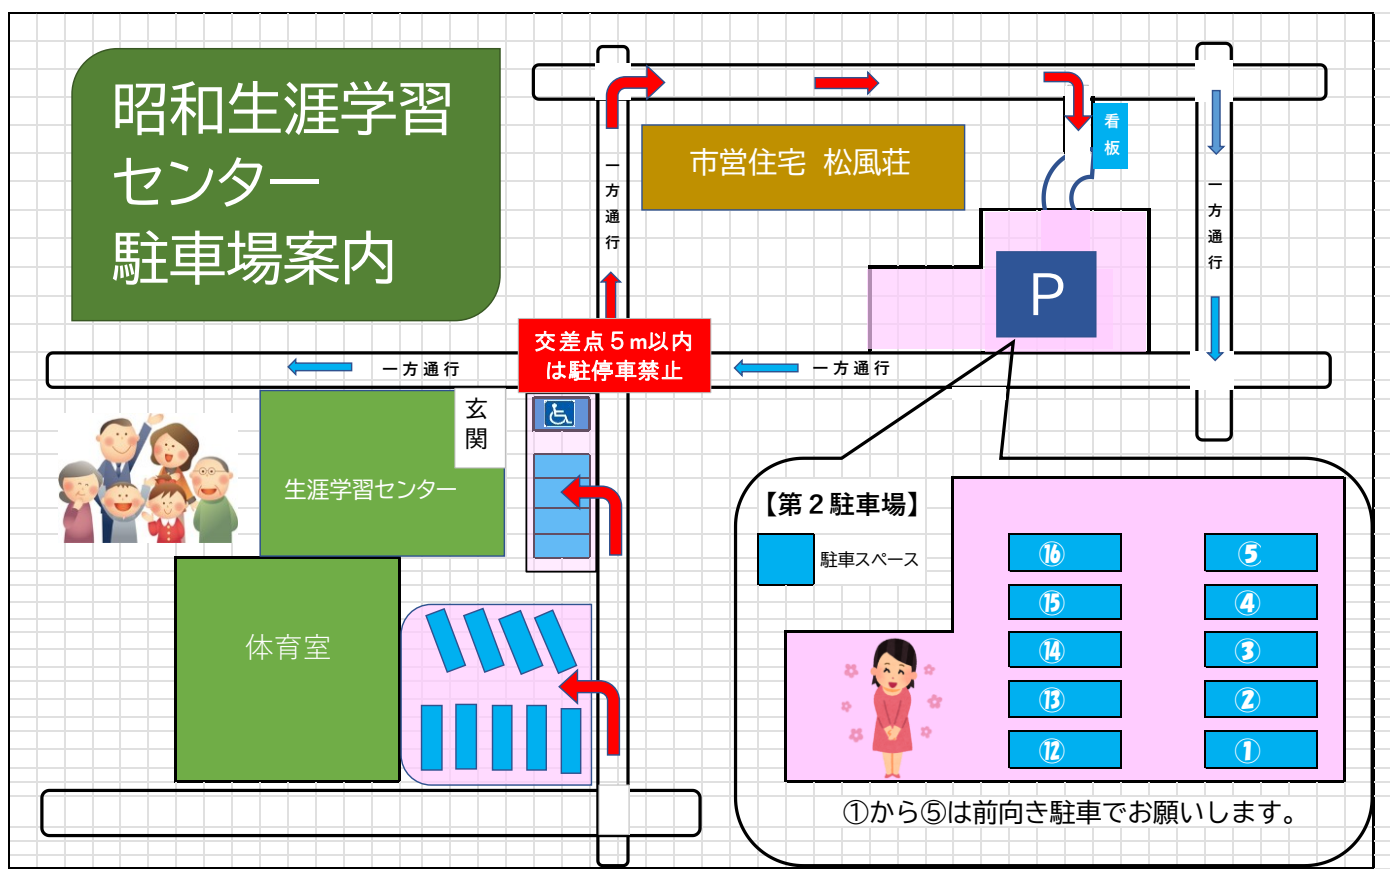 昭和生涯学習
センター
駐車場案内
市営住宅 松風荘
看板
一方通行
一方通行
P
交差点5m以内
は駐停車禁止
一方通行
一方通行
玄関
生涯学習センター
体育室
【第2駐車場】
駐車スペース
⑯
⑤
⑮
④
⑭
③
⑬
②
⑫
①
①から⑤は前向き駐車でお願いします。